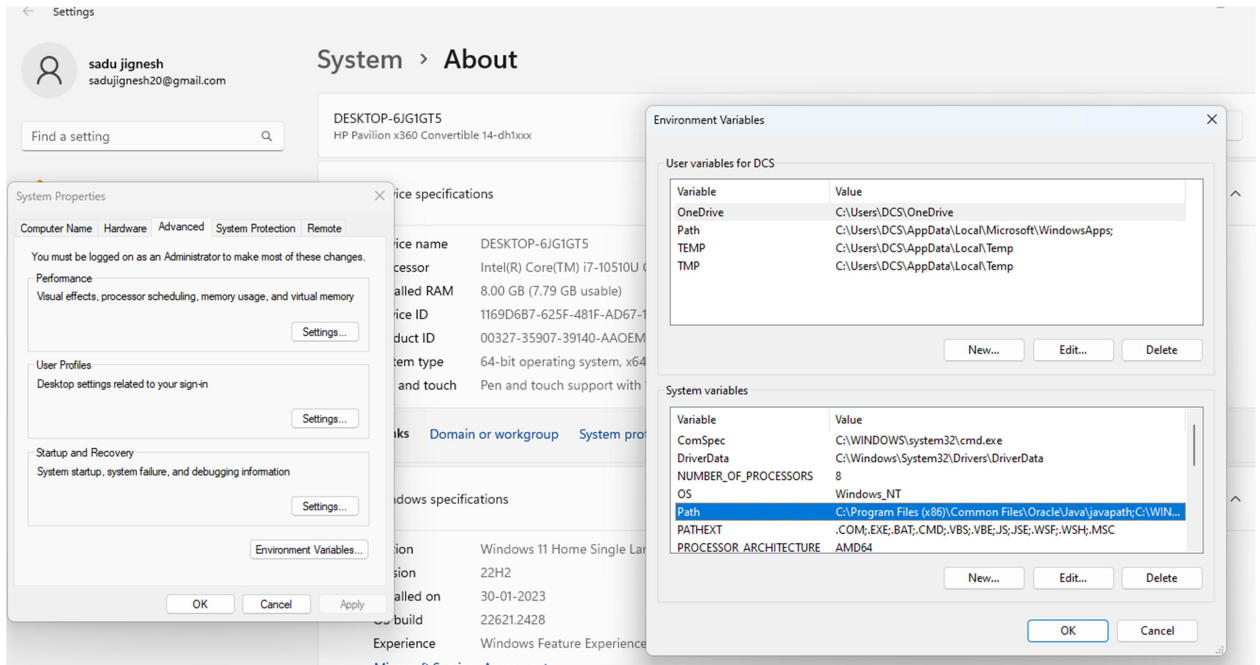 Settings
sadu jignesh
sadujignesh20@gmail.com
Find a setting
System > About
DESKTOP-6JG1GT5
HP Pavilion x360 Convertible 14-dh1xxx
ice specifications
ice name DESKTOP-6JG1GT5
cessor Intel(R) Core(TM) i7-10510U
alled RAM 8.00 GB (7.79 GB usable)
ice ID 1169D6B7-625F-481F-AD67-1
duct ID 00327-35907-39140-AAOEM
tem type 64-bit operating system, x64
and touch Pen and touch support with
ks Domain or workgroup System prot
dows specifications
ion Windows 11 Home Single Lan
sion 22H2
alled on 30-01-2023
build 22621.2428
Experience Windows Feature Experience
System Properties
Computer Name Hardware Advanced System Protection Remote
You must be logged on as an Administrator to make most of these changes.
Performance
Visual effects, processor scheduling, memory usage, and virtual memory
Settings...
User Profiles
Desktop settings related to your sign-in
Settings...
Startup and Recovery
System startup, system failure, and debugging information
Settings...
Environment Variables...
OK Cancel Apply
Environment Variables
User variables for DCS
Variable Value
OneDrive C:\Users\DCS\OneDrive
Path C:\Users\DCS\AppData\Local\Microsoft\WindowsApps;
TEMP C:\Users\DCS\AppData\Local\Temp
TMP C:\Users\DCS\AppData\Local\Temp
New... Edit... Delete
System variables
Variable Value
ComSpec C:\WINDOWS\system32\cmd.exe
DriverData C:\Windows\System32\Drivers\DriverData
NUMBER_OF_PROCESSORS 8
OS Windows_NT
Path C:\Program Files (x86)\Common Files\Oracle\Java\javapath;C:\WIN...
PATHEXT .COM;.EXE;.BAT;.CMD;.VBS;.VBE;.JS;.JSE;.WSF;.WSH;.MSC
PROCESSOR_ARCHITECTURE AMD64
New... Edit... Delete
OK Cancel